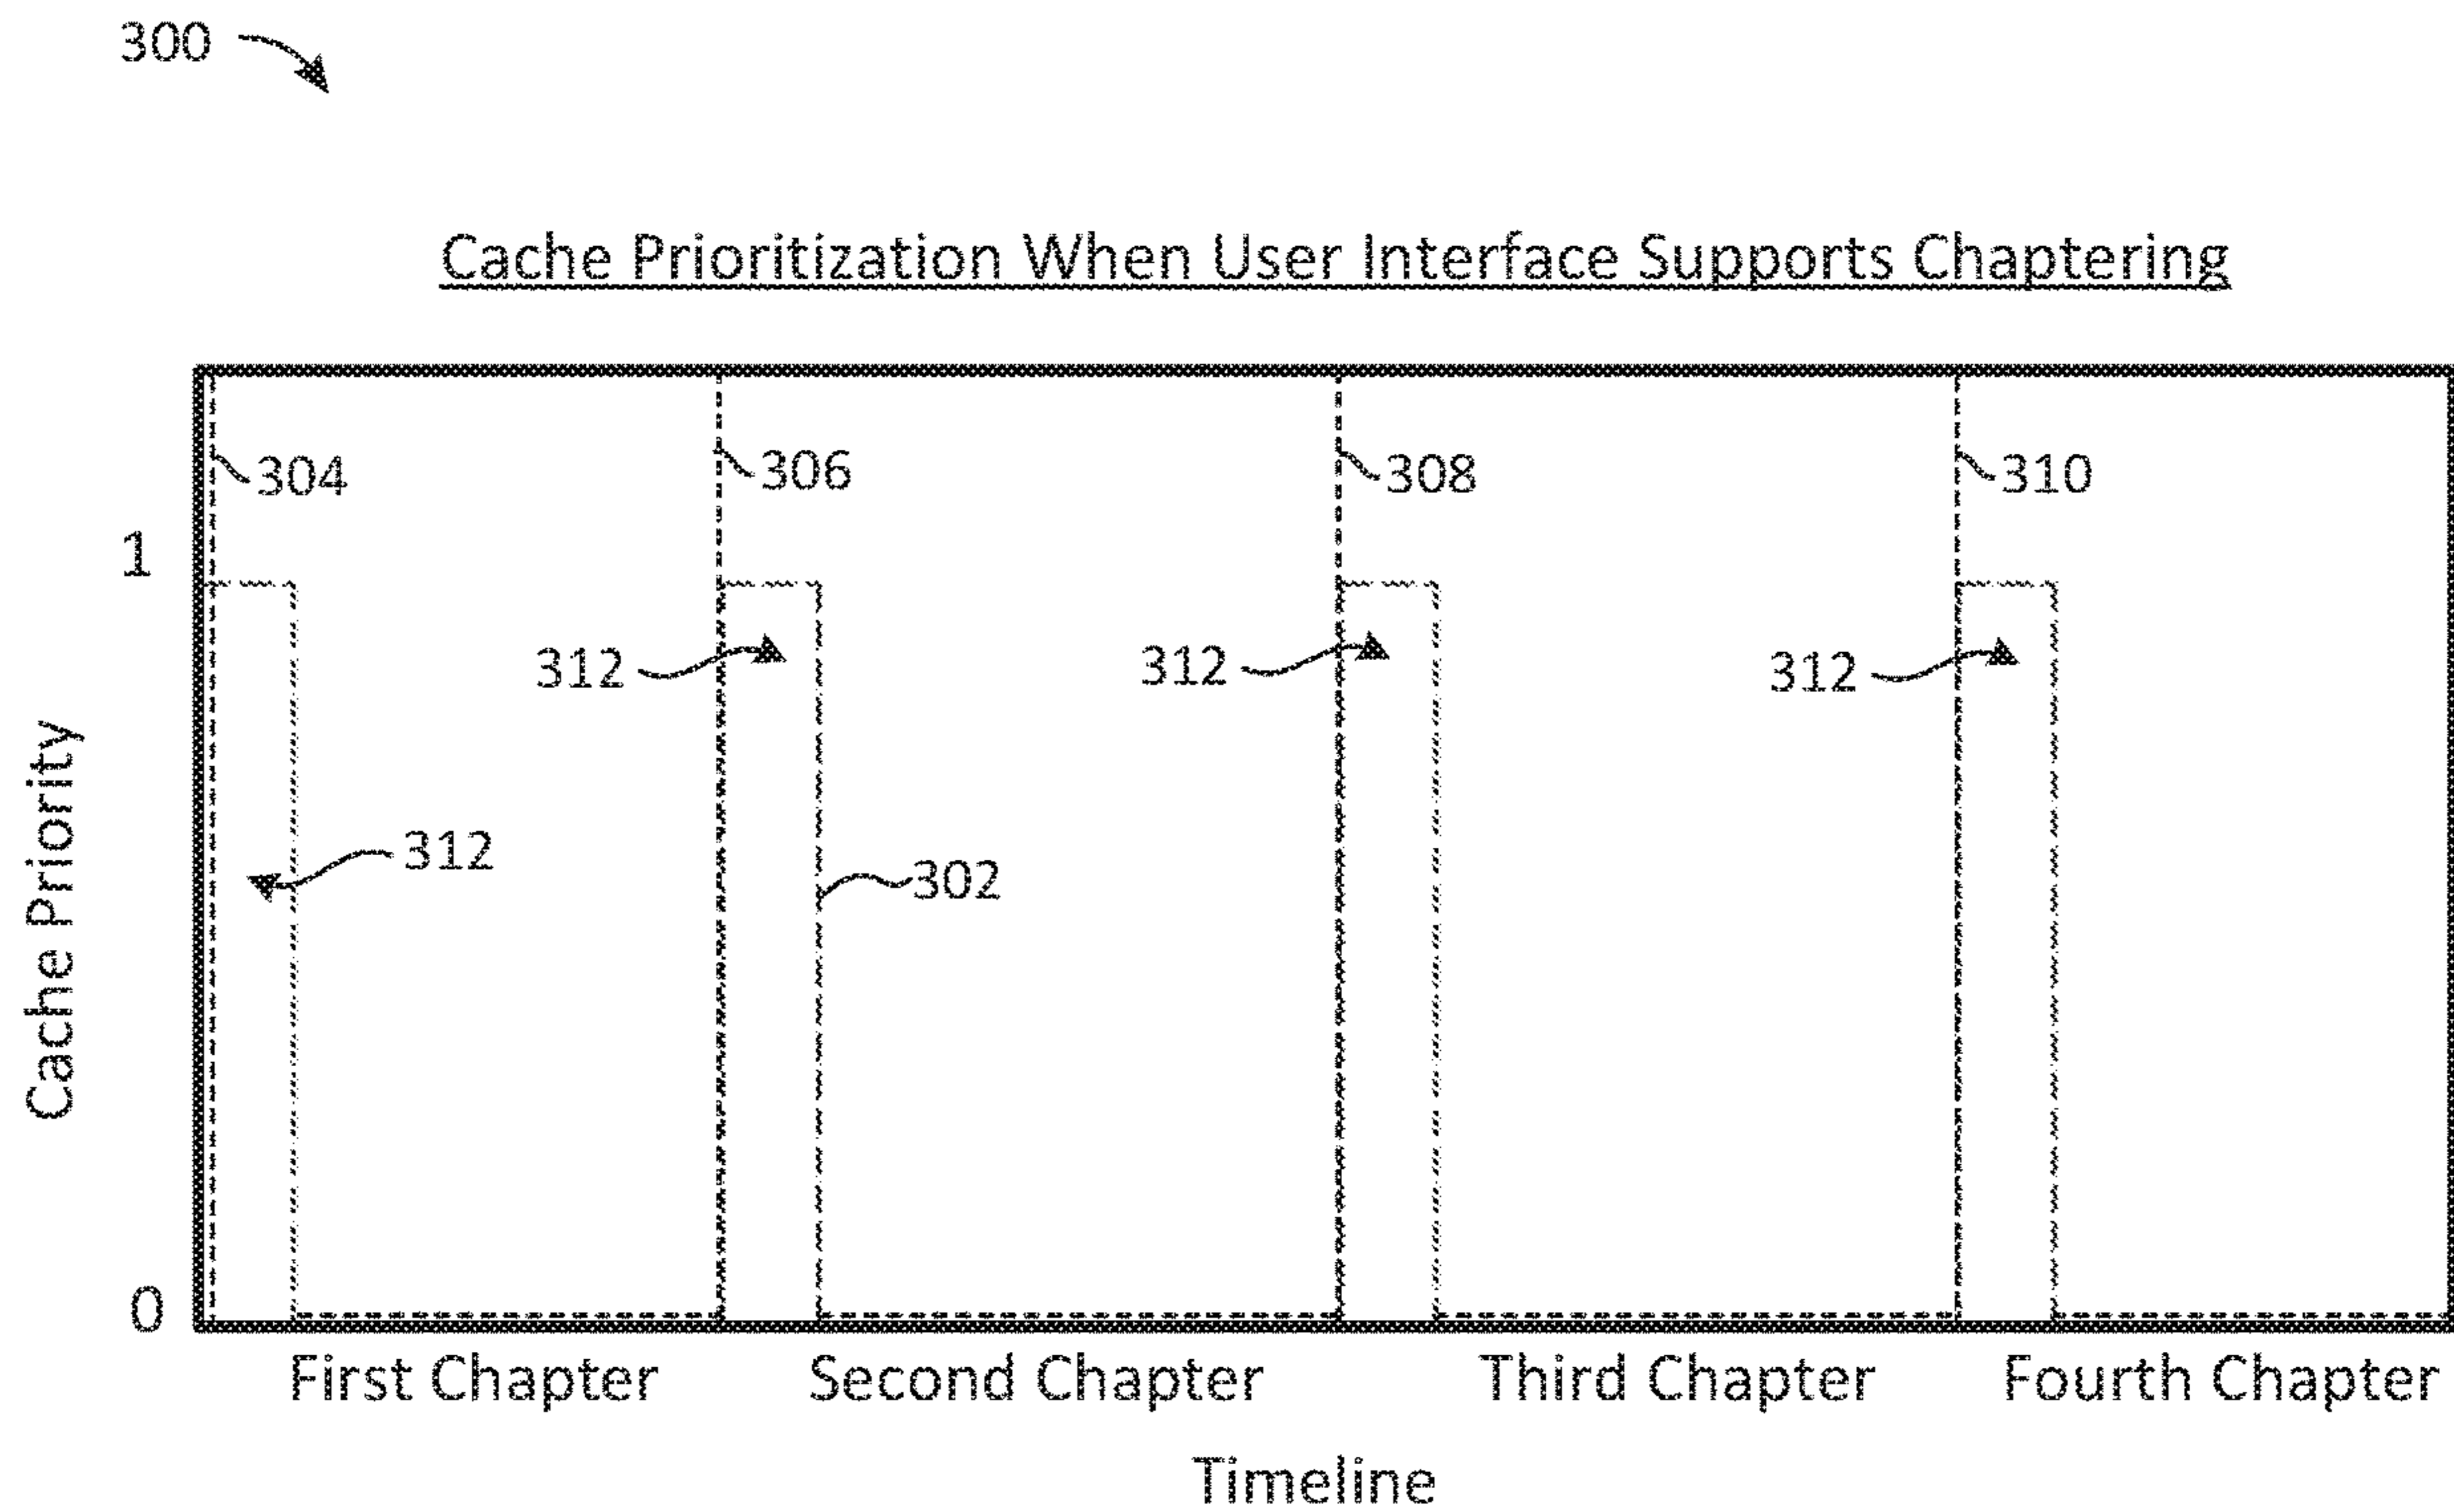 300
Cache Prioritization When User Interface Supports Chaptering
304
306
308
310
1
312
312
312
312
302
Cache Priority
0
First Chapter
Second Chapter
Third Chapter
Fourth Chapter
Timeline